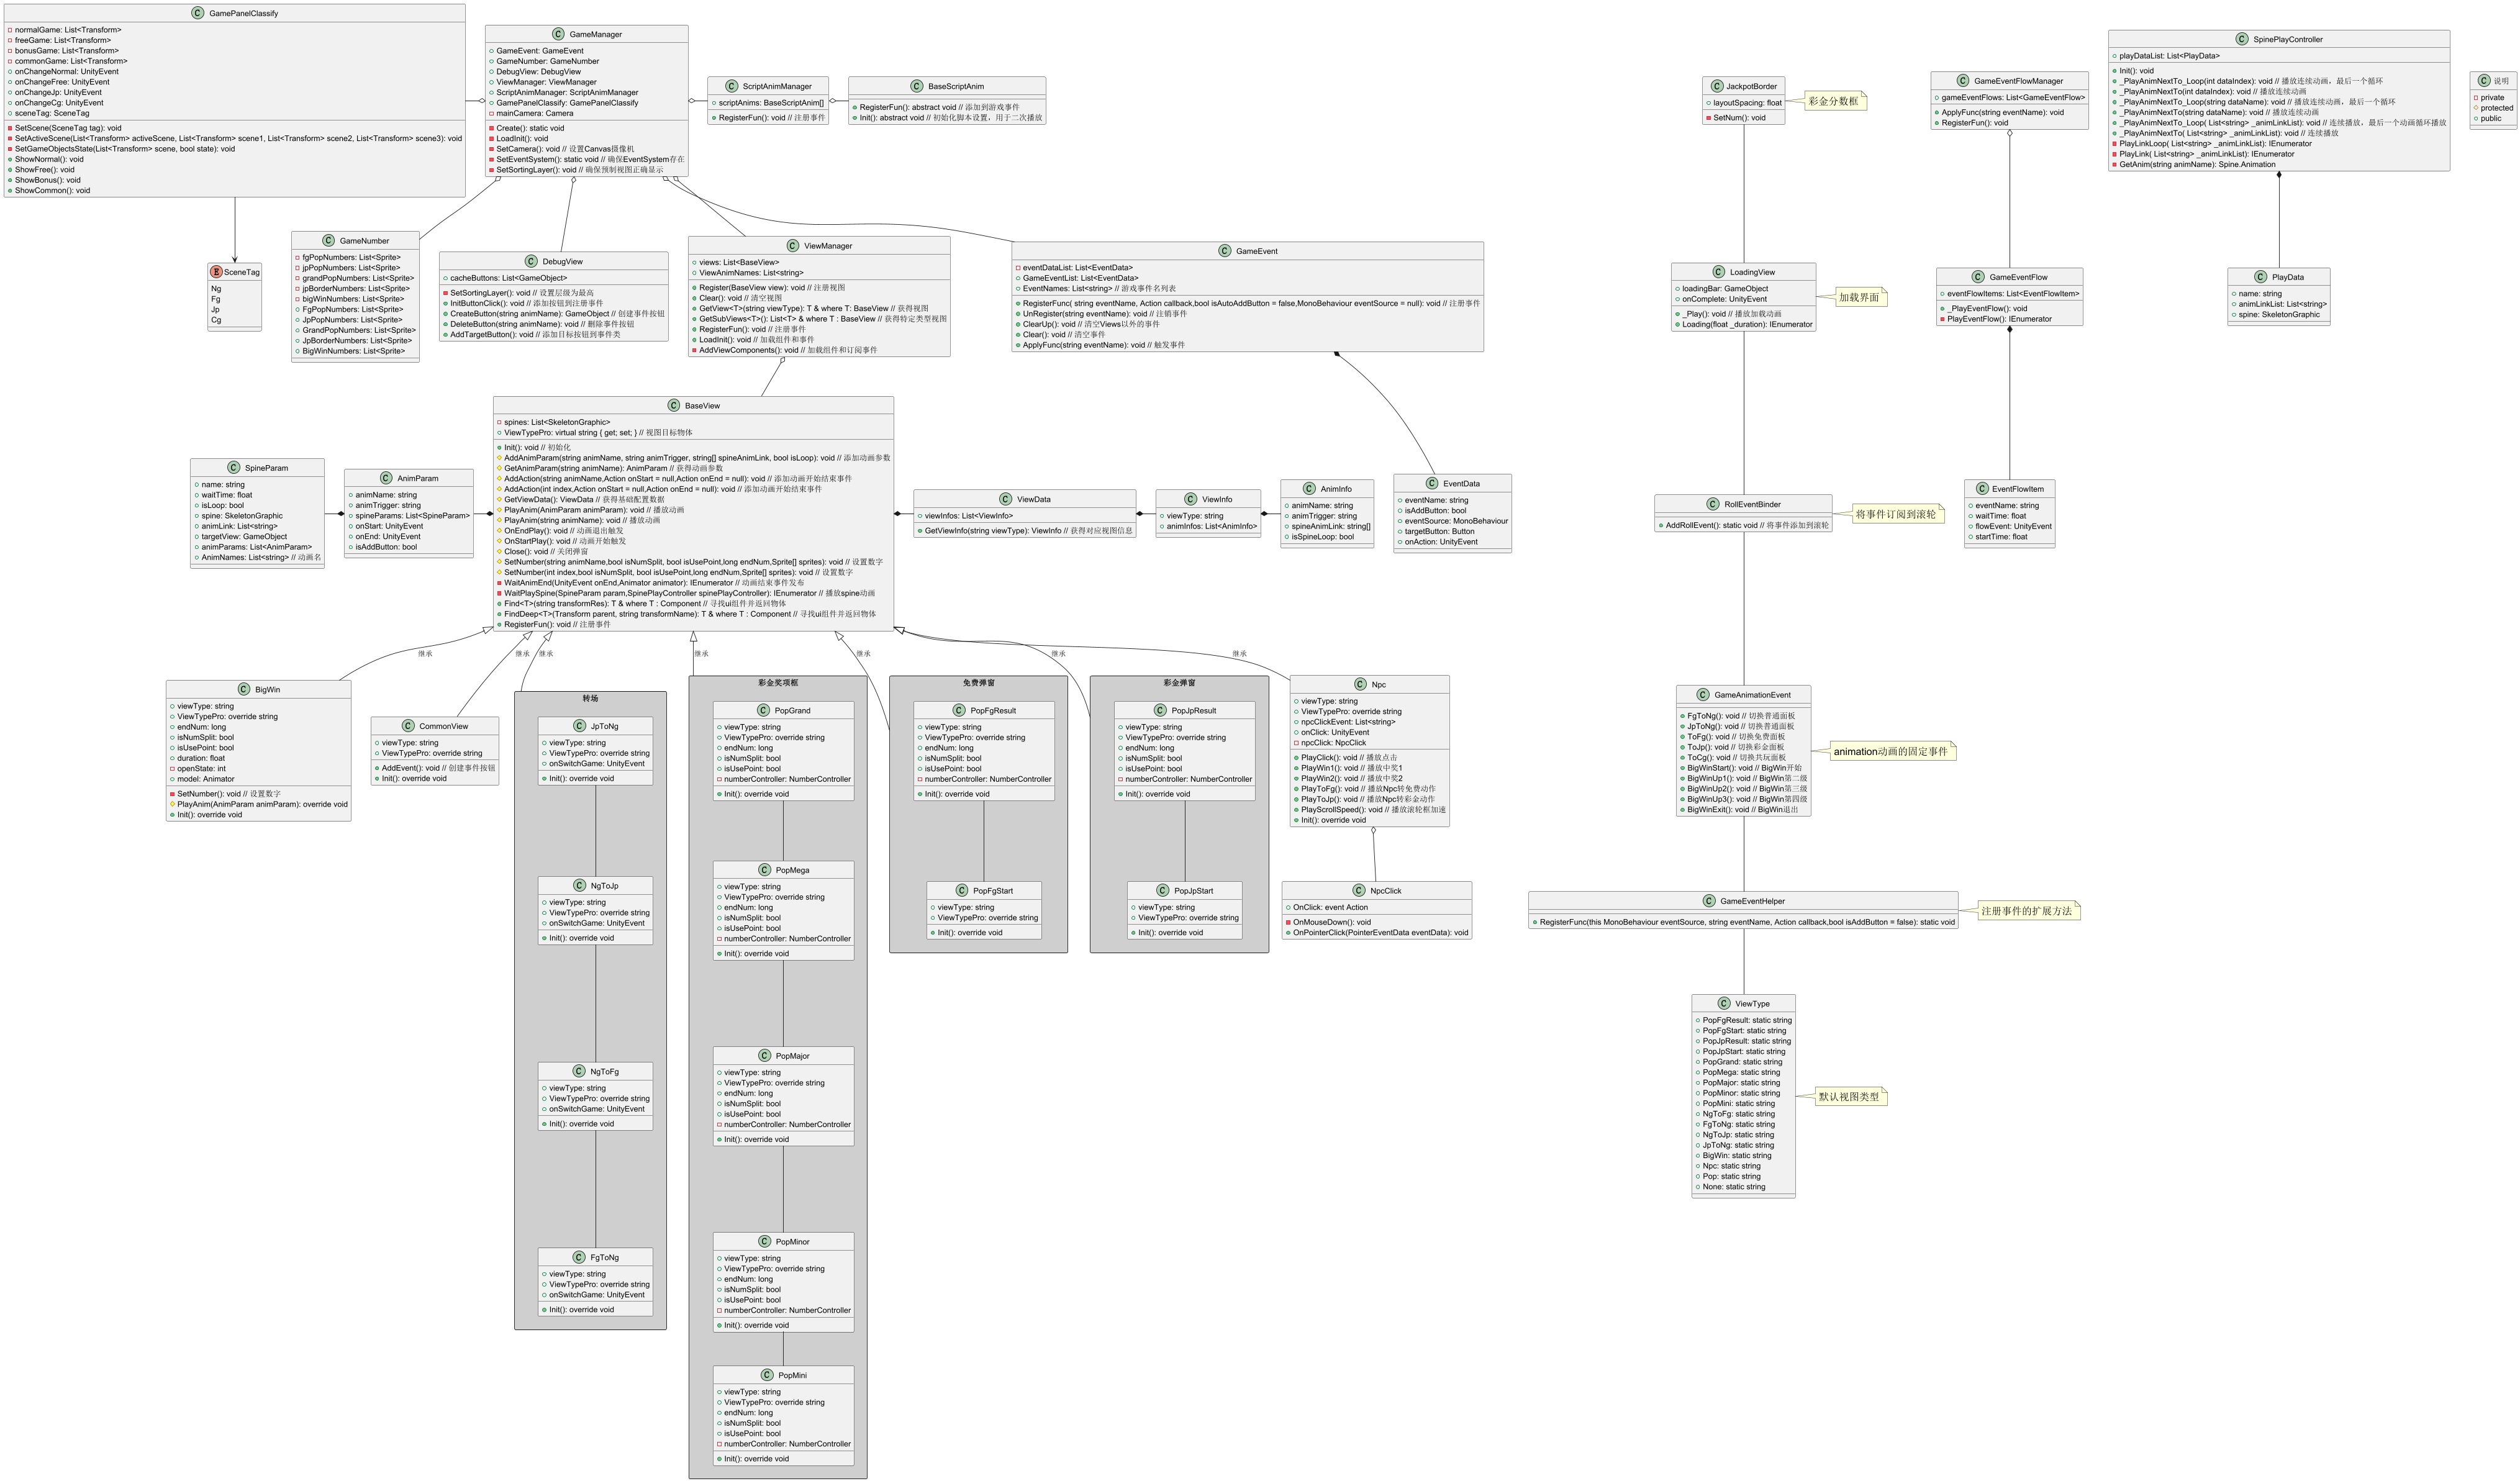 GamePanelClassify
normalGame: List<Transform>
freeGame: List<Transform>
bonusGame: List<Transform>
commonGame: List<Transform>
onChangeNormal: UnityEvent
onChangeFree: UnityEvent
onChangeJp: UnityEvent
onChangeCg: UnityEvent
sceneTag: SceneTag
SetScene(SceneTag tag): void
SetActiveScene(List<Transform> activeScene, List<Transform> scene1, List<Transform> scene2, List<Transform> scene3): void
SetGameObjectsState(List<Transform> scene, bool state): void
ShowNormal(): void
ShowFree(): void
ShowBonus(): void
ShowCommon(): void
GameManager
GameEvent: GameEvent
GameNumber: GameNumber
DebugView: DebugView
ViewManager: ViewManager
ScriptAnimManager: ScriptAnimManager
GamePanelClassify: GamePanelClassify
mainCamera: Camera
Create(): static void
LoadInit(): void
SetCamera(): void // 设置Canvas摄像机
SetEventSystem(): static void // 确保EventSystem存在
SetSortingLayer(): void // 确保预制视图正确显示
ScriptAnimManager
scriptAnims: BaseScriptAnim[]
RegisterFun(): void // 注册事件
BaseScriptAnim
RegisterFun(): abstract void // 添加到游戏事件
Init(): abstract void // 初始化脚本设置，用于二次播放
JackpotBorder
layoutSpacing: float
SetNum(): void
彩金分数框
GameEventFlowManager
gameEventFlows: List<GameEventFlow>
ApplyFunc(string eventName): void
RegisterFun(): void
SpinePlayController
playDataList: List<PlayData>
Init(): void
_PlayAnimNextTo_Loop(int dataIndex): void // 播放连续动画，最后一个循环
_PlayAnimNextTo(int dataIndex): void // 播放连续动画
_PlayAnimNextTo_Loop(string dataName): void // 播放连续动画，最后一个循环
_PlayAnimNextTo(string dataName): void // 播放连续动画
_PlayAnimNextTo_Loop( List<string> _animLinkList): void // 连续播放，最后一个动画循环播放
_PlayAnimNextTo( List<string> _animLinkList): void // 连续播放
PlayLinkLoop( List<string> _animLinkList): IEnumerator
PlayLink( List<string> _animLinkList): IEnumerator
GetAnim(string animName): Spine.Animation
说明
private
protected
public
SceneTag
Ng
Fg
Jp
Cg
GameNumber
fgPopNumbers: List<Sprite>
jpPopNumbers: List<Sprite>
grandPopNumbers: List<Sprite>
jpBorderNumbers: List<Sprite>
bigWinNumbers: List<Sprite>
FgPopNumbers: List<Sprite>
JpPopNumbers: List<Sprite>
GrandPopNumbers: List<Sprite>
JpBorderNumbers: List<Sprite>
BigWinNumbers: List<Sprite>
DebugView
cacheButtons: List<GameObject>
SetSortingLayer(): void // 设置层级为最高
InitButtonClick(): void // 添加按钮到注册事件
CreateButton(string animName): GameObject // 创建事件按钮
DeleteButton(string animName): void // 删除事件按钮
AddTargetButton(): void // 添加目标按钮到事件类
ViewManager
views: List<BaseView>
ViewAnimNames: List<string>
Register(BaseView view): void // 注册视图
Clear(): void // 清空视图
GetView<T>(string viewType): T & where T: BaseView // 获得视图
GetSubViews<T>(): List<T> & where T : BaseView // 获得特定类型视图
RegisterFun(): void // 注册事件
LoadInit(): void // 加载组件和事件
AddViewComponents(): void // 加载组件和订阅事件
GameEvent
eventDataList: List<EventData>
GameEventList: List<EventData>
EventNames: List<string> // 游戏事件名列表
RegisterFunc( string eventName, Action callback,bool isAutoAddButton = false,MonoBehaviour eventSource = null): void // 注册事件
UnRegister(string eventName): void // 注销事件
ClearUp(): void // 清空Views以外的事件
Clear(): void // 清空事件
ApplyFunc(string eventName): void // 触发事件
LoadingView
loadingBar: GameObject
onComplete: UnityEvent
_Play(): void // 播放加载动画
Loading(float _duration): IEnumerator
加载界面
GameEventFlow
eventFlowItems: List<EventFlowItem>
_PlayEventFlow(): void
PlayEventFlow(): IEnumerator
PlayData
name: string
animLinkList: List<string>
spine: SkeletonGraphic
BaseView
spines: List<SkeletonGraphic>
ViewTypePro: virtual string { get; set; } // 视图目标物体
Init(): void // 初始化
AddAnimParam(string animName, string animTrigger, string[] spineAnimLink, bool isLoop): void // 添加动画参数
GetAnimParam(string animName): AnimParam // 获得动画参数
AddAction(string animName,Action onStart = null,Action onEnd = null): void // 添加动画开始结束事件
AddAction(int index,Action onStart = null,Action onEnd = null): void // 添加动画开始结束事件
GetViewData(): ViewData // 获得基础配置数据
PlayAnim(AnimParam animParam): void // 播放动画
PlayAnim(string animName): void // 播放动画
OnEndPlay(): void // 动画退出触发
OnStartPlay(): void // 动画开始触发
Close(): void // 关闭弹窗
SetNumber(string animName,bool isNumSplit, bool isUsePoint,long endNum,Sprite[] sprites): void // 设置数字
SetNumber(int index,bool isNumSplit, bool isUsePoint,long endNum,Sprite[] sprites): void // 设置数字
WaitAnimEnd(UnityEvent onEnd,Animator animator): IEnumerator // 动画结束事件发布
WaitPlaySpine(SpineParam param,SpinePlayController spinePlayController): IEnumerator // 播放spine动画
Find<T>(string transformRes): T & where T : Component // 寻找ui组件并返回物体
FindDeep<T>(Transform parent, string transformName): T & where T : Component // 寻找ui组件并返回物体
RegisterFun(): void // 注册事件
SpineParam
name: string
waitTime: float
isLoop: bool
spine: SkeletonGraphic
animLink: List<string>
targetView: GameObject
animParams: List<AnimParam>
AnimNames: List<string> // 动画名
AnimParam
animName: string
animTrigger: string
spineParams: List<SpineParam>
onStart: UnityEvent
onEnd: UnityEvent
isAddButton: bool
ViewData
viewInfos: List<ViewInfo>
GetViewInfo(string viewType): ViewInfo // 获得对应视图信息
ViewInfo
viewType: string
animInfos: List<AnimInfo>
AnimInfo
animName: string
animTrigger: string
spineAnimLink: string[]
isSpineLoop: bool
EventData
eventName: string
isAddButton: bool
eventSource: MonoBehaviour
targetButton: Button
onAction: UnityEvent
RollEventBinder
AddRollEvent(): static void // 将事件添加到滚轮
将事件订阅到滚轮
EventFlowItem
eventName: string
waitTime: float
flowEvent: UnityEvent
startTime: float
继承
继承
继承
继承
继承
继承
继承
BigWin
viewType: string
ViewTypePro: override string
endNum: long
isNumSplit: bool
isUsePoint: bool
duration: float
openState: int
model: Animator
SetNumber(): void // 设置数字
PlayAnim(AnimParam animParam): override void
Init(): override void
CommonView
viewType: string
ViewTypePro: override string
AddEvent(): void // 创建事件按钮
Init(): override void
转场
JpToNg
viewType: string
ViewTypePro: override string
onSwitchGame: UnityEvent
Init(): override void
NgToJp
viewType: string
ViewTypePro: override string
onSwitchGame: UnityEvent
Init(): override void
NgToFg
viewType: string
ViewTypePro: override string
onSwitchGame: UnityEvent
Init(): override void
FgToNg
viewType: string
ViewTypePro: override string
onSwitchGame: UnityEvent
Init(): override void
彩金奖项框
PopGrand
viewType: string
ViewTypePro: override string
endNum: long
isNumSplit: bool
isUsePoint: bool
numberController: NumberController
Init(): override void
PopMega
viewType: string
ViewTypePro: override string
endNum: long
isNumSplit: bool
isUsePoint: bool
numberController: NumberController
Init(): override void
PopMajor
viewType: string
ViewTypePro: override string
endNum: long
isNumSplit: bool
isUsePoint: bool
numberController: NumberController
Init(): override void
PopMinor
viewType: string
ViewTypePro: override string
endNum: long
isNumSplit: bool
isUsePoint: bool
numberController: NumberController
Init(): override void
PopMini
viewType: string
ViewTypePro: override string
endNum: long
isNumSplit: bool
isUsePoint: bool
numberController: NumberController
Init(): override void
免费弹窗
PopFgResult
viewType: string
ViewTypePro: override string
endNum: long
isNumSplit: bool
isUsePoint: bool
numberController: NumberController
Init(): override void
PopFgStart
viewType: string
ViewTypePro: override string
Init(): override void
彩金弹窗
PopJpResult
viewType: string
ViewTypePro: override string
endNum: long
isNumSplit: bool
isUsePoint: bool
numberController: NumberController
Init(): override void
PopJpStart
viewType: string
ViewTypePro: override string
Init(): override void
Npc
viewType: string
ViewTypePro: override string
npcClickEvent: List<string>
onClick: UnityEvent
npcClick: NpcClick
PlayClick(): void // 播放点击
PlayWin1(): void // 播放中奖1
PlayWin2(): void // 播放中奖2
PlayToFg(): void // 播放Npc转免费动作
PlayToJp(): void // 播放Npc转彩金动作
PlayScrollSpeed(): void // 播放滚轮框加速
Init(): override void
NpcClick
OnClick: event Action
OnMouseDown(): void
OnPointerClick(PointerEventData eventData): void
GameAnimationEvent
FgToNg(): void // 切换普通面板
JpToNg(): void // 切换普通面板
ToFg(): void // 切换免费面板
ToJp(): void // 切换彩金面板
ToCg(): void // 切换共玩面板
BigWinStart(): void // BigWin开始
BigWinUp1(): void // BigWin第二级
BigWinUp2(): void // BigWin第三级
BigWinUp3(): void // BigWin第四级
BigWinExit(): void // BigWin退出
animation动画的固定事件
GameEventHelper
RegisterFunc(this MonoBehaviour eventSource, string eventName, Action callback,bool isAddButton = false): static void
注册事件的扩展方法
ViewType
PopFgResult: static string
PopFgStart: static string
PopJpResult: static string
PopJpStart: static string
PopGrand: static string
PopMega: static string
PopMajor: static string
PopMinor: static string
PopMini: static string
NgToFg: static string
FgToNg: static string
NgToJp: static string
JpToNg: static string
BigWin: static string
Npc: static string
Pop: static string
None: static string
默认视图类型